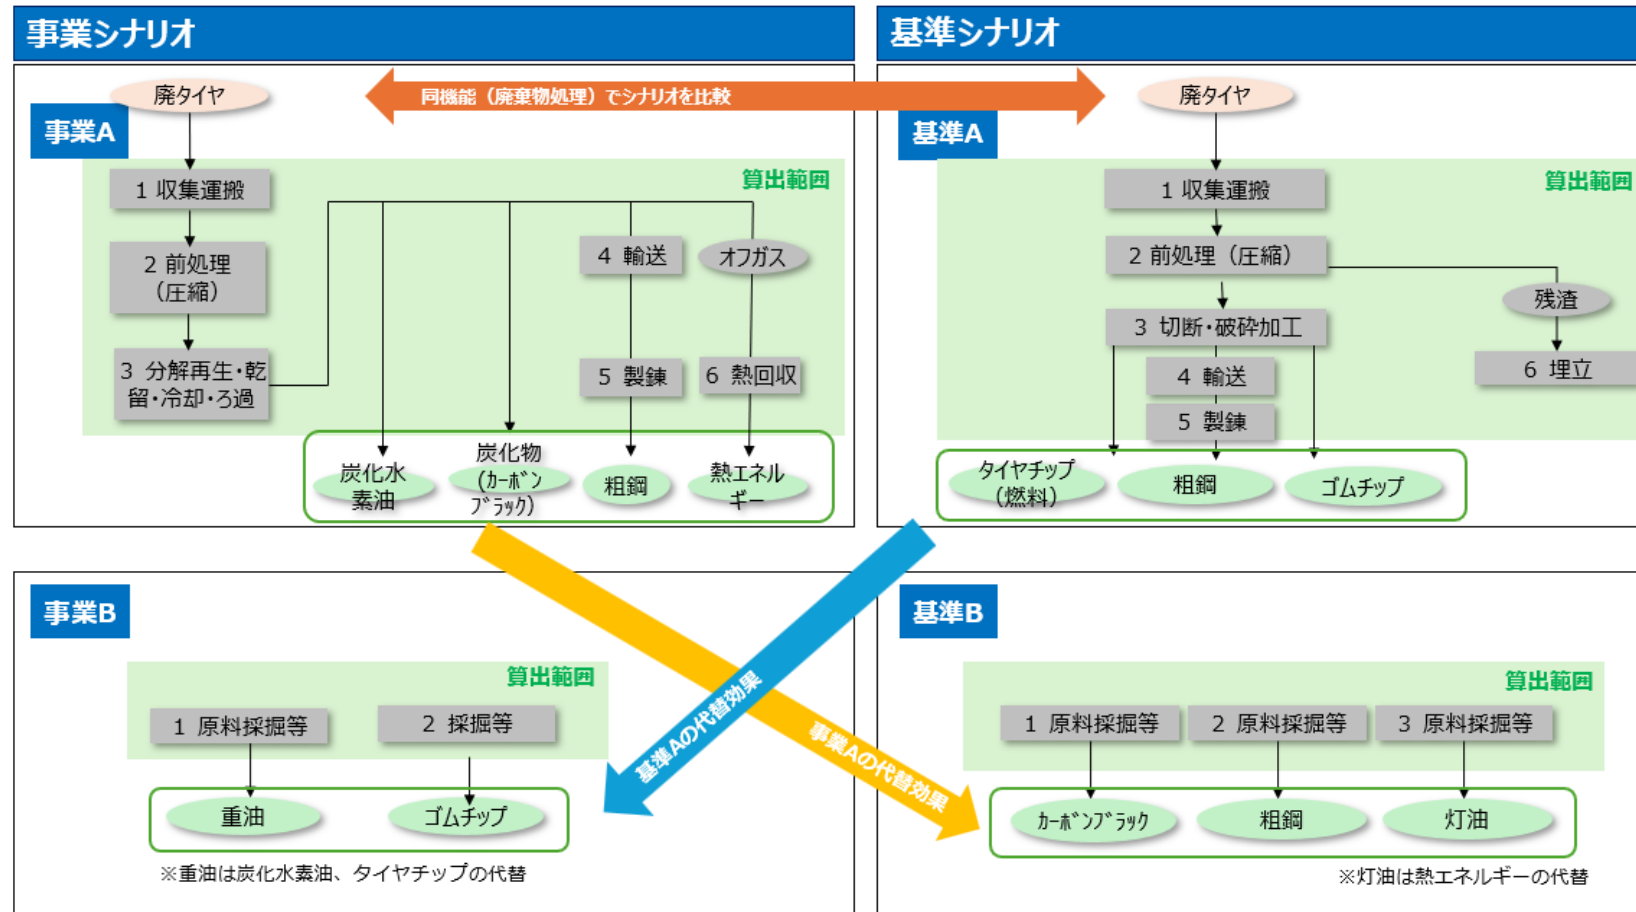 事業シナリオ
事業A
廃タイヤ
同機能（廃棄物処理）でシナリオを比較
算出範囲
1 収集運搬
2 前処理
（圧縮）
3 分解再生・乾
留・冷却・ろ過
4 輸送
オフガス
5 製錬
6 熱回収
炭化水
素油
炭化物
(ｶｰﾎﾞﾝ
ﾌﾞﾗｯｸ)
粗鋼
熱エネル
ギー
基準シナリオ
基準A
廃タイヤ
算出範囲
1 収集運搬
2 前処理（圧縮）
残渣
3 切断・破砕加工
4 輸送
5 製錬
6 埋立
タイヤチップ
（燃料）
粗鋼
ゴムチップ
事業B
算出範囲
1 原料採掘等
2 採掘等
重油
ゴムチップ
※重油は炭化水素油、タイヤチップの代替
基準Aの代替効果
事業Aの代替効果
基準B
算出範囲
1 原料採掘等
2 原料採掘等
3 原料採掘等
ｶｰﾎﾞﾝﾌﾞﾗｯｸ
粗鋼
灯油
※灯油は熱エネルギーの代替